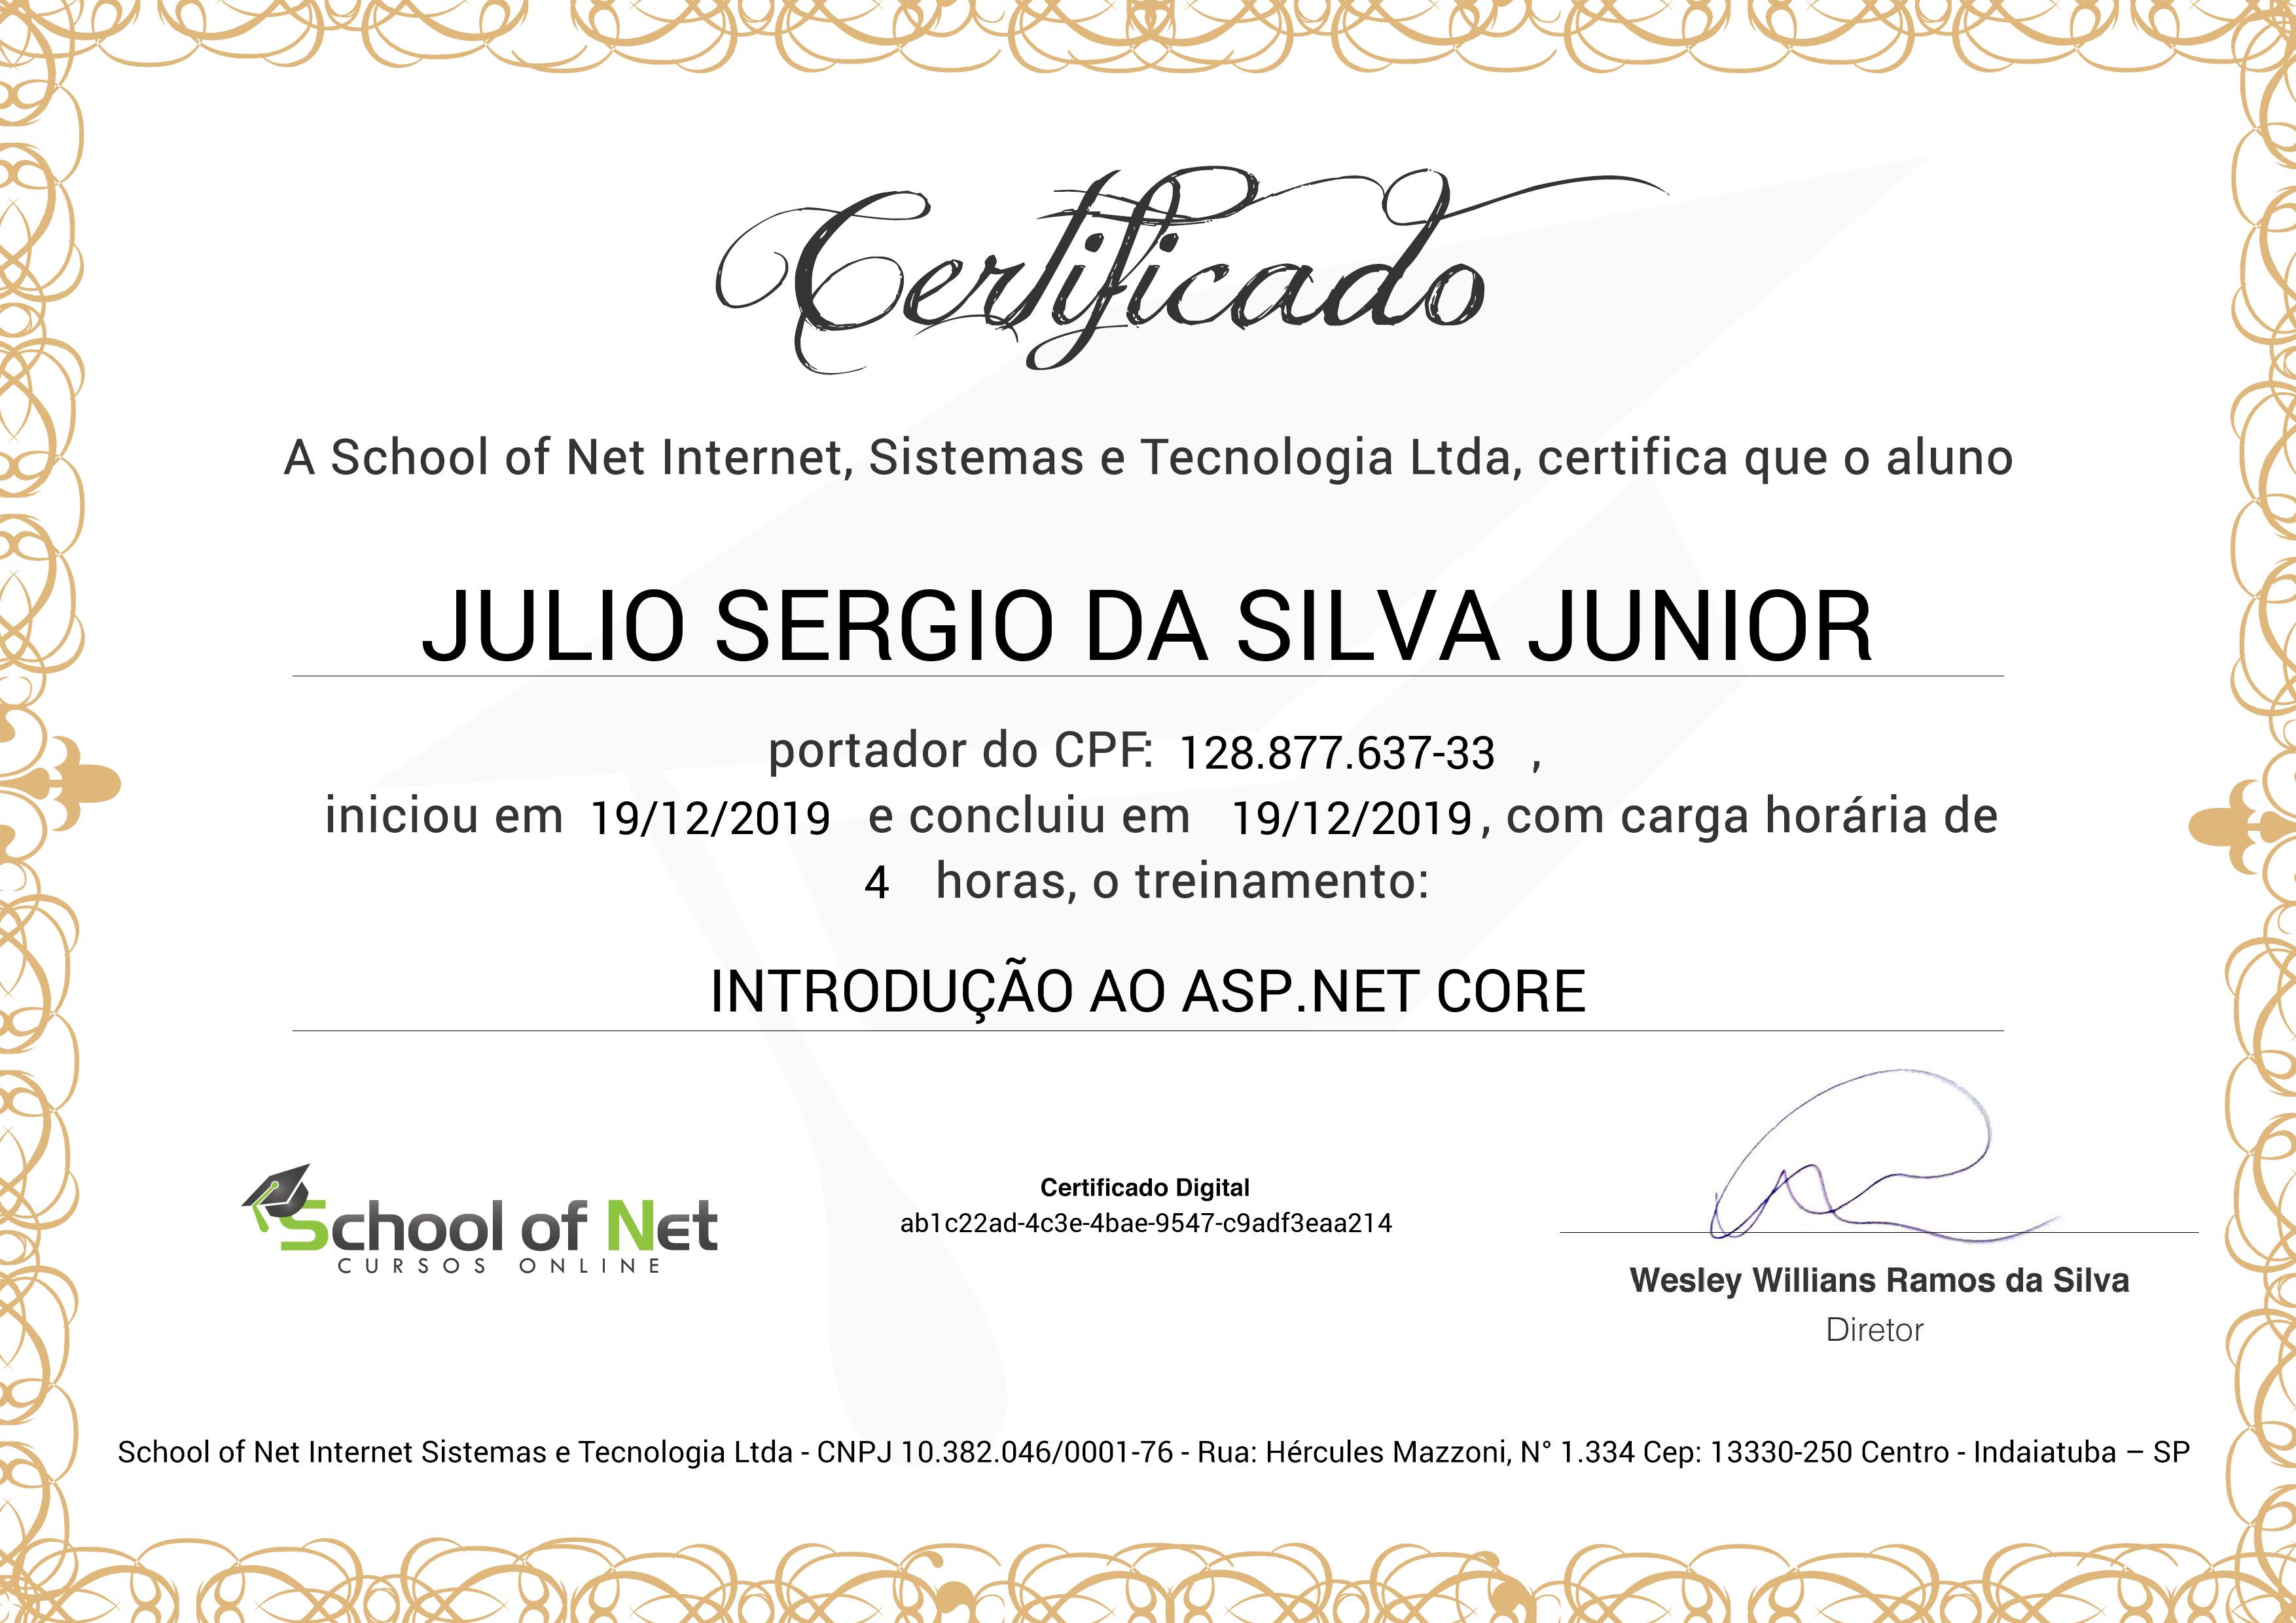 Certificado
A School of Net Internet, Sistemas e Tecnologia Ltda, certifica que o aluno
JULIO SERGIO DA SILVA JUNIOR
portador do CPF: 128.877.637-33 ,
iniciou em 19/12/2019 e concluiu em 19/12/2019, com carga horária de
4 horas, o treinamento:
INTRODUÇÃO AO ASP.NET CORE
School of Net
CURSOS ONLINE
Certificado Digital
ab1c22ad-4c3e-4bae-9547-c9adf3eaa214
Wesley Willians Ramos da Silva
Diretor
School of Net Internet Sistemas e Tecnologia Ltda - CNPJ 10.382.046/0001-76 - Rua: Hércules Mazzoni, N° 1.334 Cep: 13330-250 Centro - Indaiatuba – SP